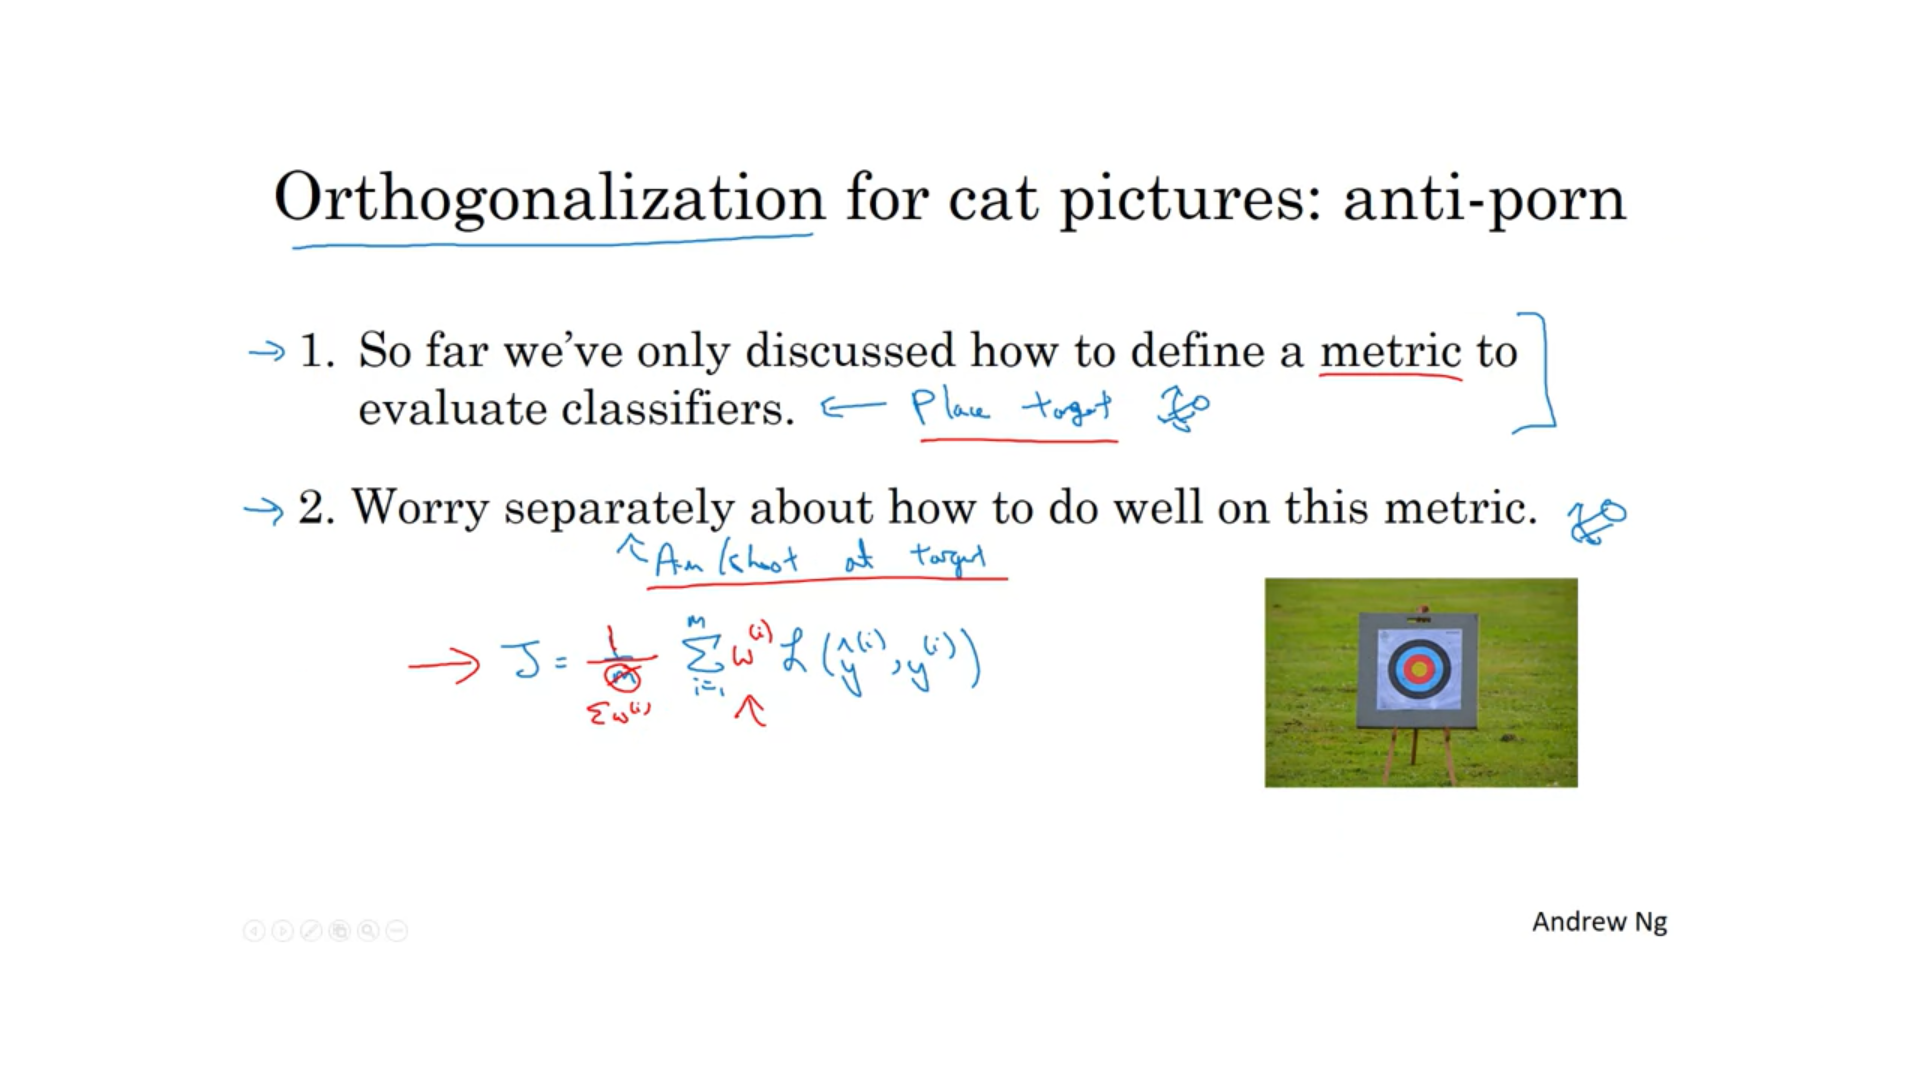 Orthogonalization for cat pictures: anti-porn
→ 1. So far we’ve only discussed how to define a metric to
evaluate classifiers. ← Place target
→ 2. Worry separately about how to do well on this metric.
↑ Aim/shoot at target
→ J = 1/m Σ i=1 m w(i) ℒ(ŷ(i), y(i))
Σw(i) ↑
Andrew Ng